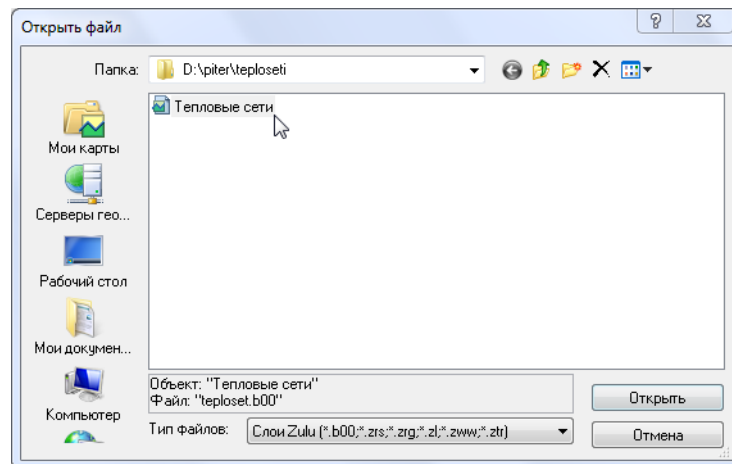 Открыть файл
Папка: D:\piter\teploseti
Тепловые сети
Мои карты
Серверы гео...
Рабочий стол
Мои докумен...
Компьютер
Объект: "Тепловые сети"
Файл: "teploset.b00"
Открыть
Тип файлов: Слои Zulu (*.b00;*.zrs;*.zrg;*.zl;*.zww;*.ztr)
Отмена